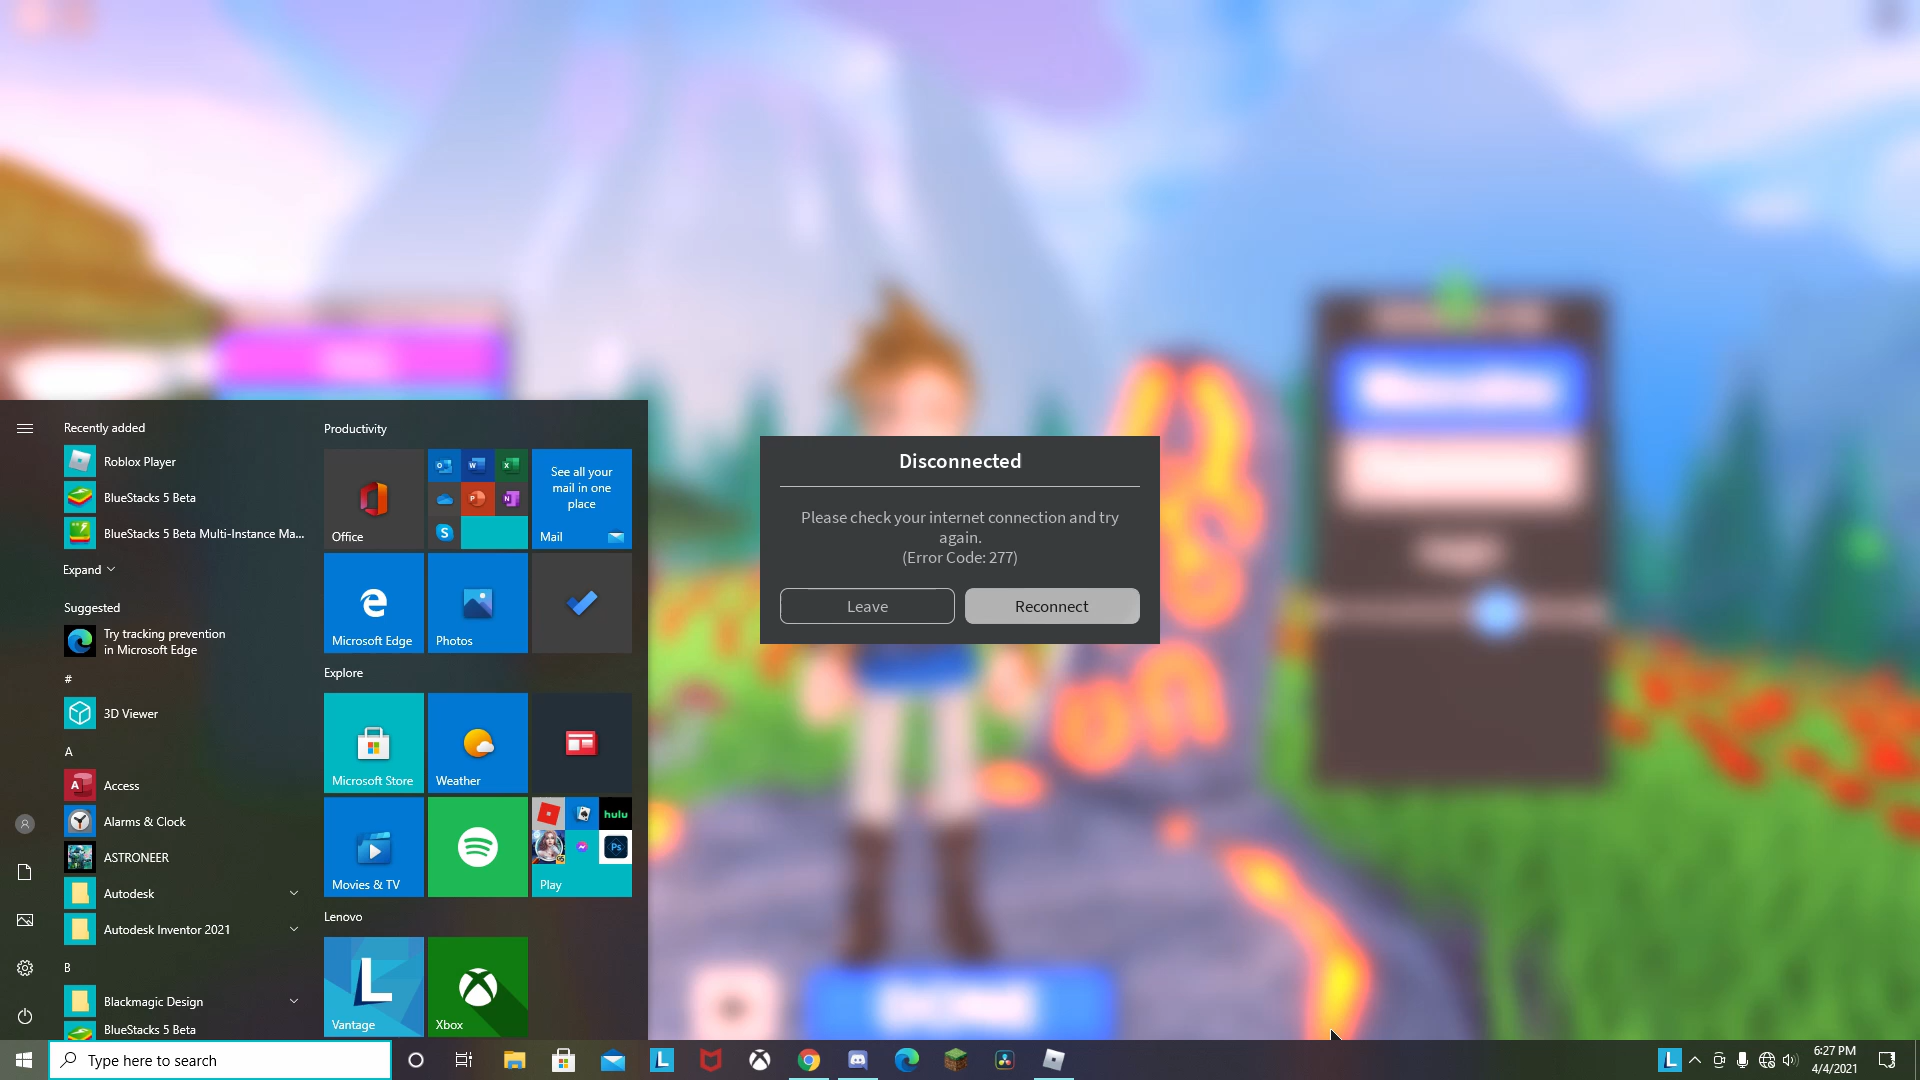 Recently added
Roblox Player
BlueStacks 5 Beta
BlueStacks 5 Beta Multi-Instance Ma...
Expand
Suggested
Try tracking prevention
in Microsoft Edge
#
3D Viewer
A
Access
Alarms & Clock
ASTRONEER
Autodesk
Autodesk Inventor 2021
B
Blackmagic Design
BlueStacks 5 Beta
Productivity
Office
See all your
mail in one
place
Mail
Microsoft Edge
Photos
Explore
Microsoft Store
Weather
Movies & TV
hulu
Ps
Play
Lenovo
L
Vantage
Xbox
Disconnected
Please check your internet connection and try
again.
(Error Code: 277)
Leave
Reconnect
Type here to search
L
L
6:27 PM
4/4/2021